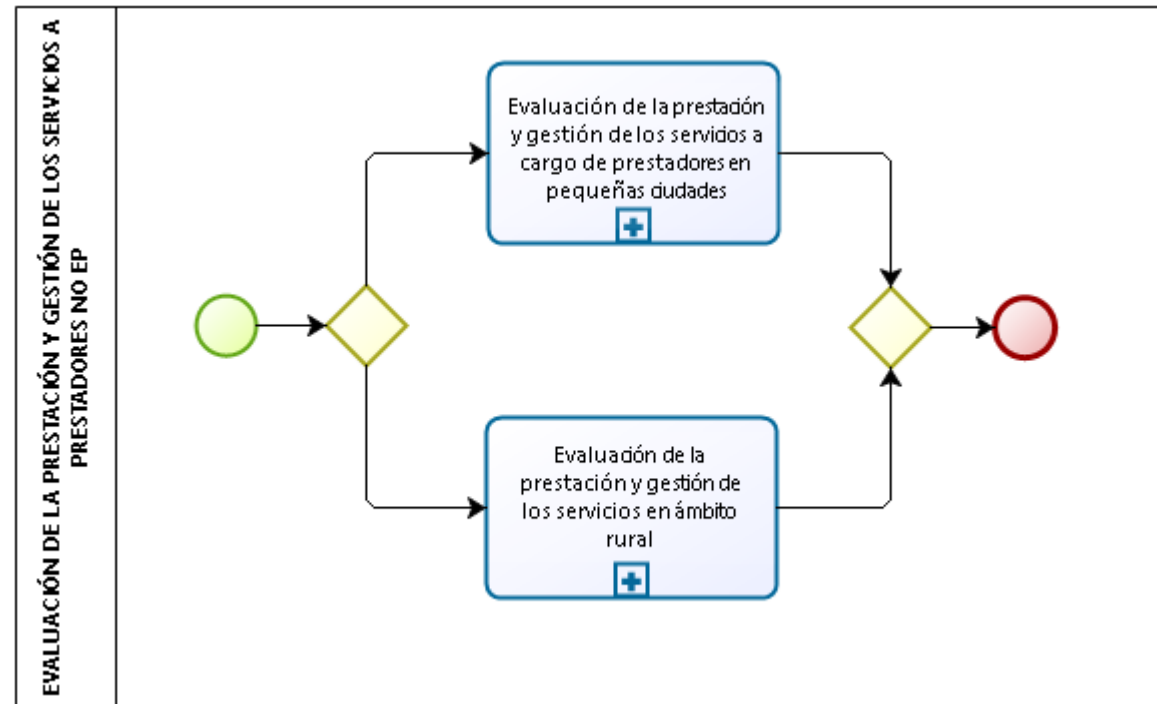 EVALUACIÓN DE LA PRESTACIÓN Y GESTIÓN DE LOS SERVICIOS A
PRESTADORES NO EP
Evaluación de la prestación
y gestión de los servicios a
cargo de prestadores en
pequeñas ciudades
Evaluación de la
prestación y gestión de
los servicios en ámbito
rural